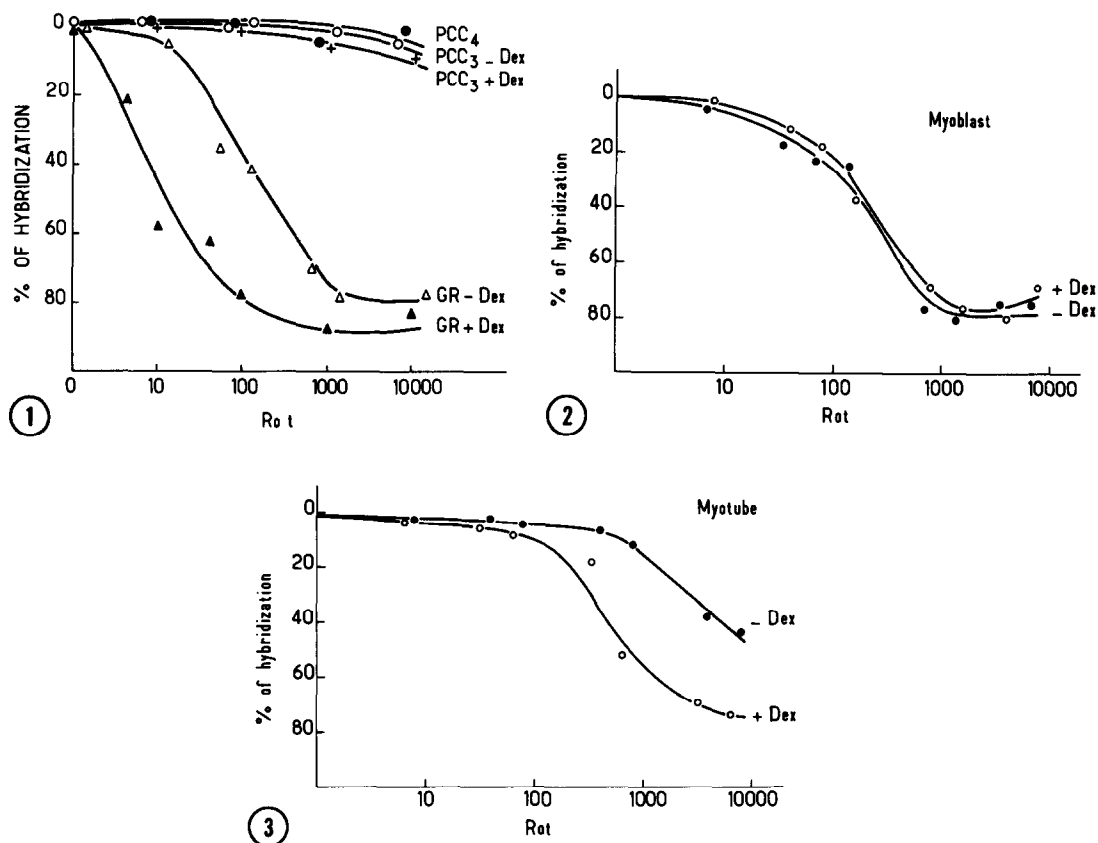 1
% OF HYBRIDIZATION
0
20
40
60
80
PCC4
PCC3 - Dex
PCC3 + Dex
GR - Dex
GR + Dex
0 10 100 1000 10000
Rot
2
Myoblast
% of hybridization
0
20
40
60
80
+ Dex
- Dex
10 100 1000 10000
Rot
3
Myotube
% of hybridization
0
20
40
60
80
- Dex
+ Dex
10 100 1000 10000
Rot